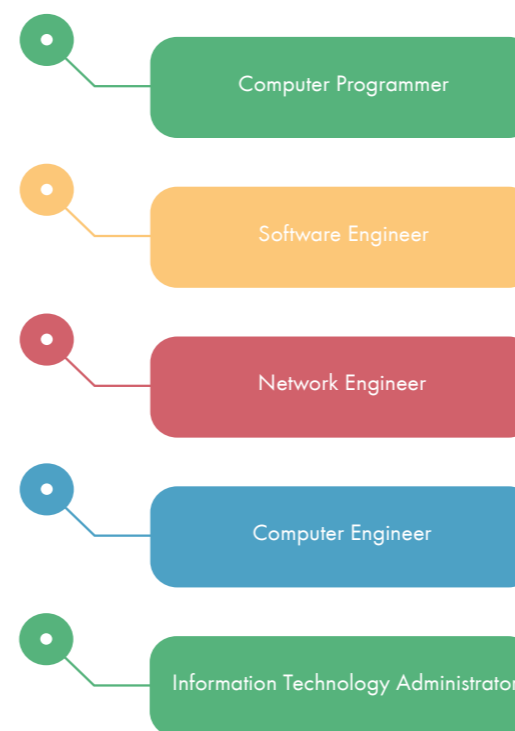 Computer Programmer
Software Engineer
Network Engineer
Computer Engineer
Information Technology Administrator